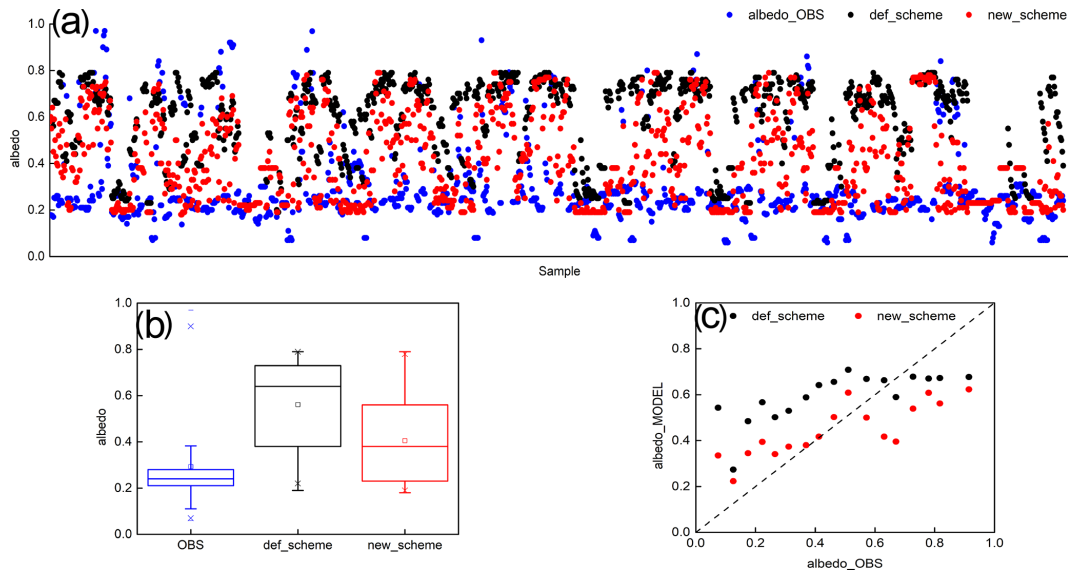 (a)
albedo_OBS def_scheme new_scheme
1.0
0.8
0.6
0.4
0.2
0.0
albedo
Sample
(b)
1.0
0.8
0.6
0.4
0.2
0.0
albedo
OBS def_scheme new_scheme
(c)
def_scheme new_scheme
1.0
0.8
0.6
0.4
0.2
0.0
albedo_MODEL
0.0 0.2 0.4 0.6 0.8 1.0
albedo_OBS